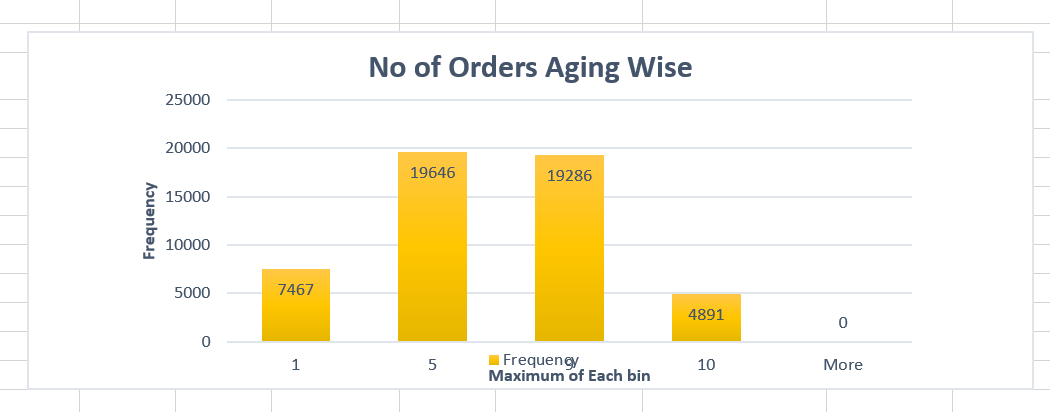 No of Orders Aging Wise
25000
20000
15000
10000
5000
0
Frequency
7467
19646
19286
4891
0
1 5 9 10 More
Frequency
Maximum of Each bin